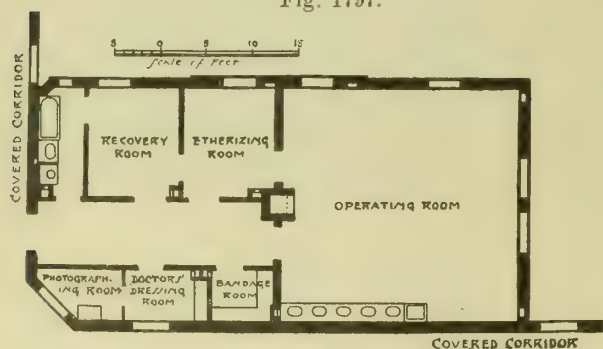 Fig. 1797.
5 0 5 10 15
Scale of Feet
COVERED CORRIDOR
RECOVERY
ROOM
ETHERIZING
ROOM
OPERATING ROOM
PHOTOGRAPH-
ING ROOM
DOCTORS'
DRESSING
ROOM
BANDAGE
ROOM
COVERED CORRIDOR